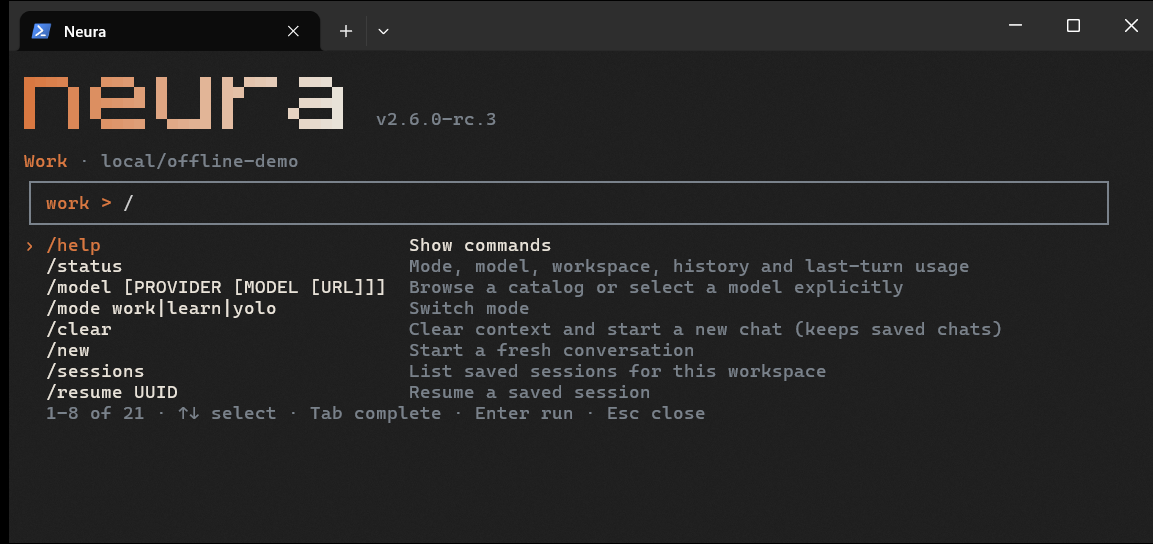 Neura
neura v2.6.0-rc.3
Work · local/offline-demo
work > /
› /help Show commands
/status Mode, model, workspace, history and last-turn usage
/model [PROVIDER [MODEL [URL]]] Browse a catalog or select a model explicitly
/mode work|learn|yolo Switch mode
/clear Clear context and start a new chat (keeps saved chats)
/new Start a fresh conversation
/sessions List saved sessions for this workspace
/resume UUID Resume a saved session
1-8 of 21 · ↑↓ select · Tab complete · Enter run · Esc close